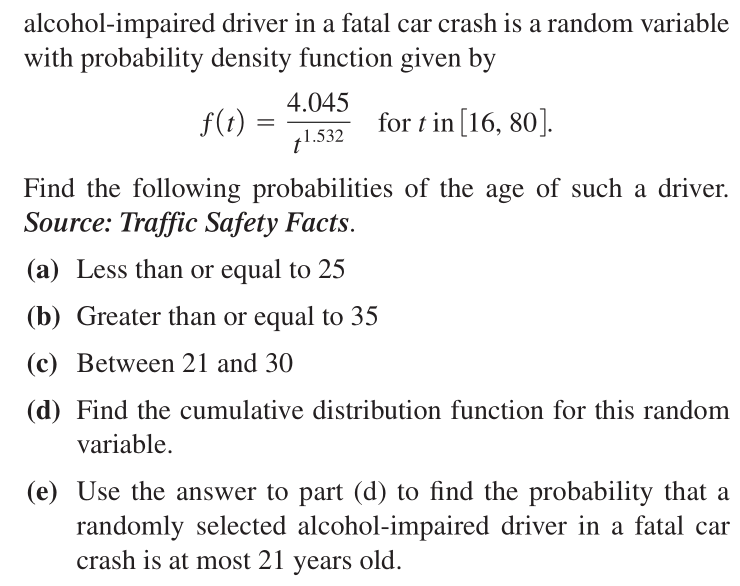 alcohol-impaired driver in a fatal car crash is a random variable
with probability density function given by
f(t) = 4.045 / t^1.532 for t in [16, 80].
Find the following probabilities of the age of such a driver.
Source: Traffic Safety Facts.
(a) Less than or equal to 25
(b) Greater than or equal to 35
(c) Between 21 and 30
(d) Find the cumulative distribution function for this random
variable.
(e) Use the answer to part (d) to find the probability that a
randomly selected alcohol-impaired driver in a fatal car
crash is at most 21 years old.